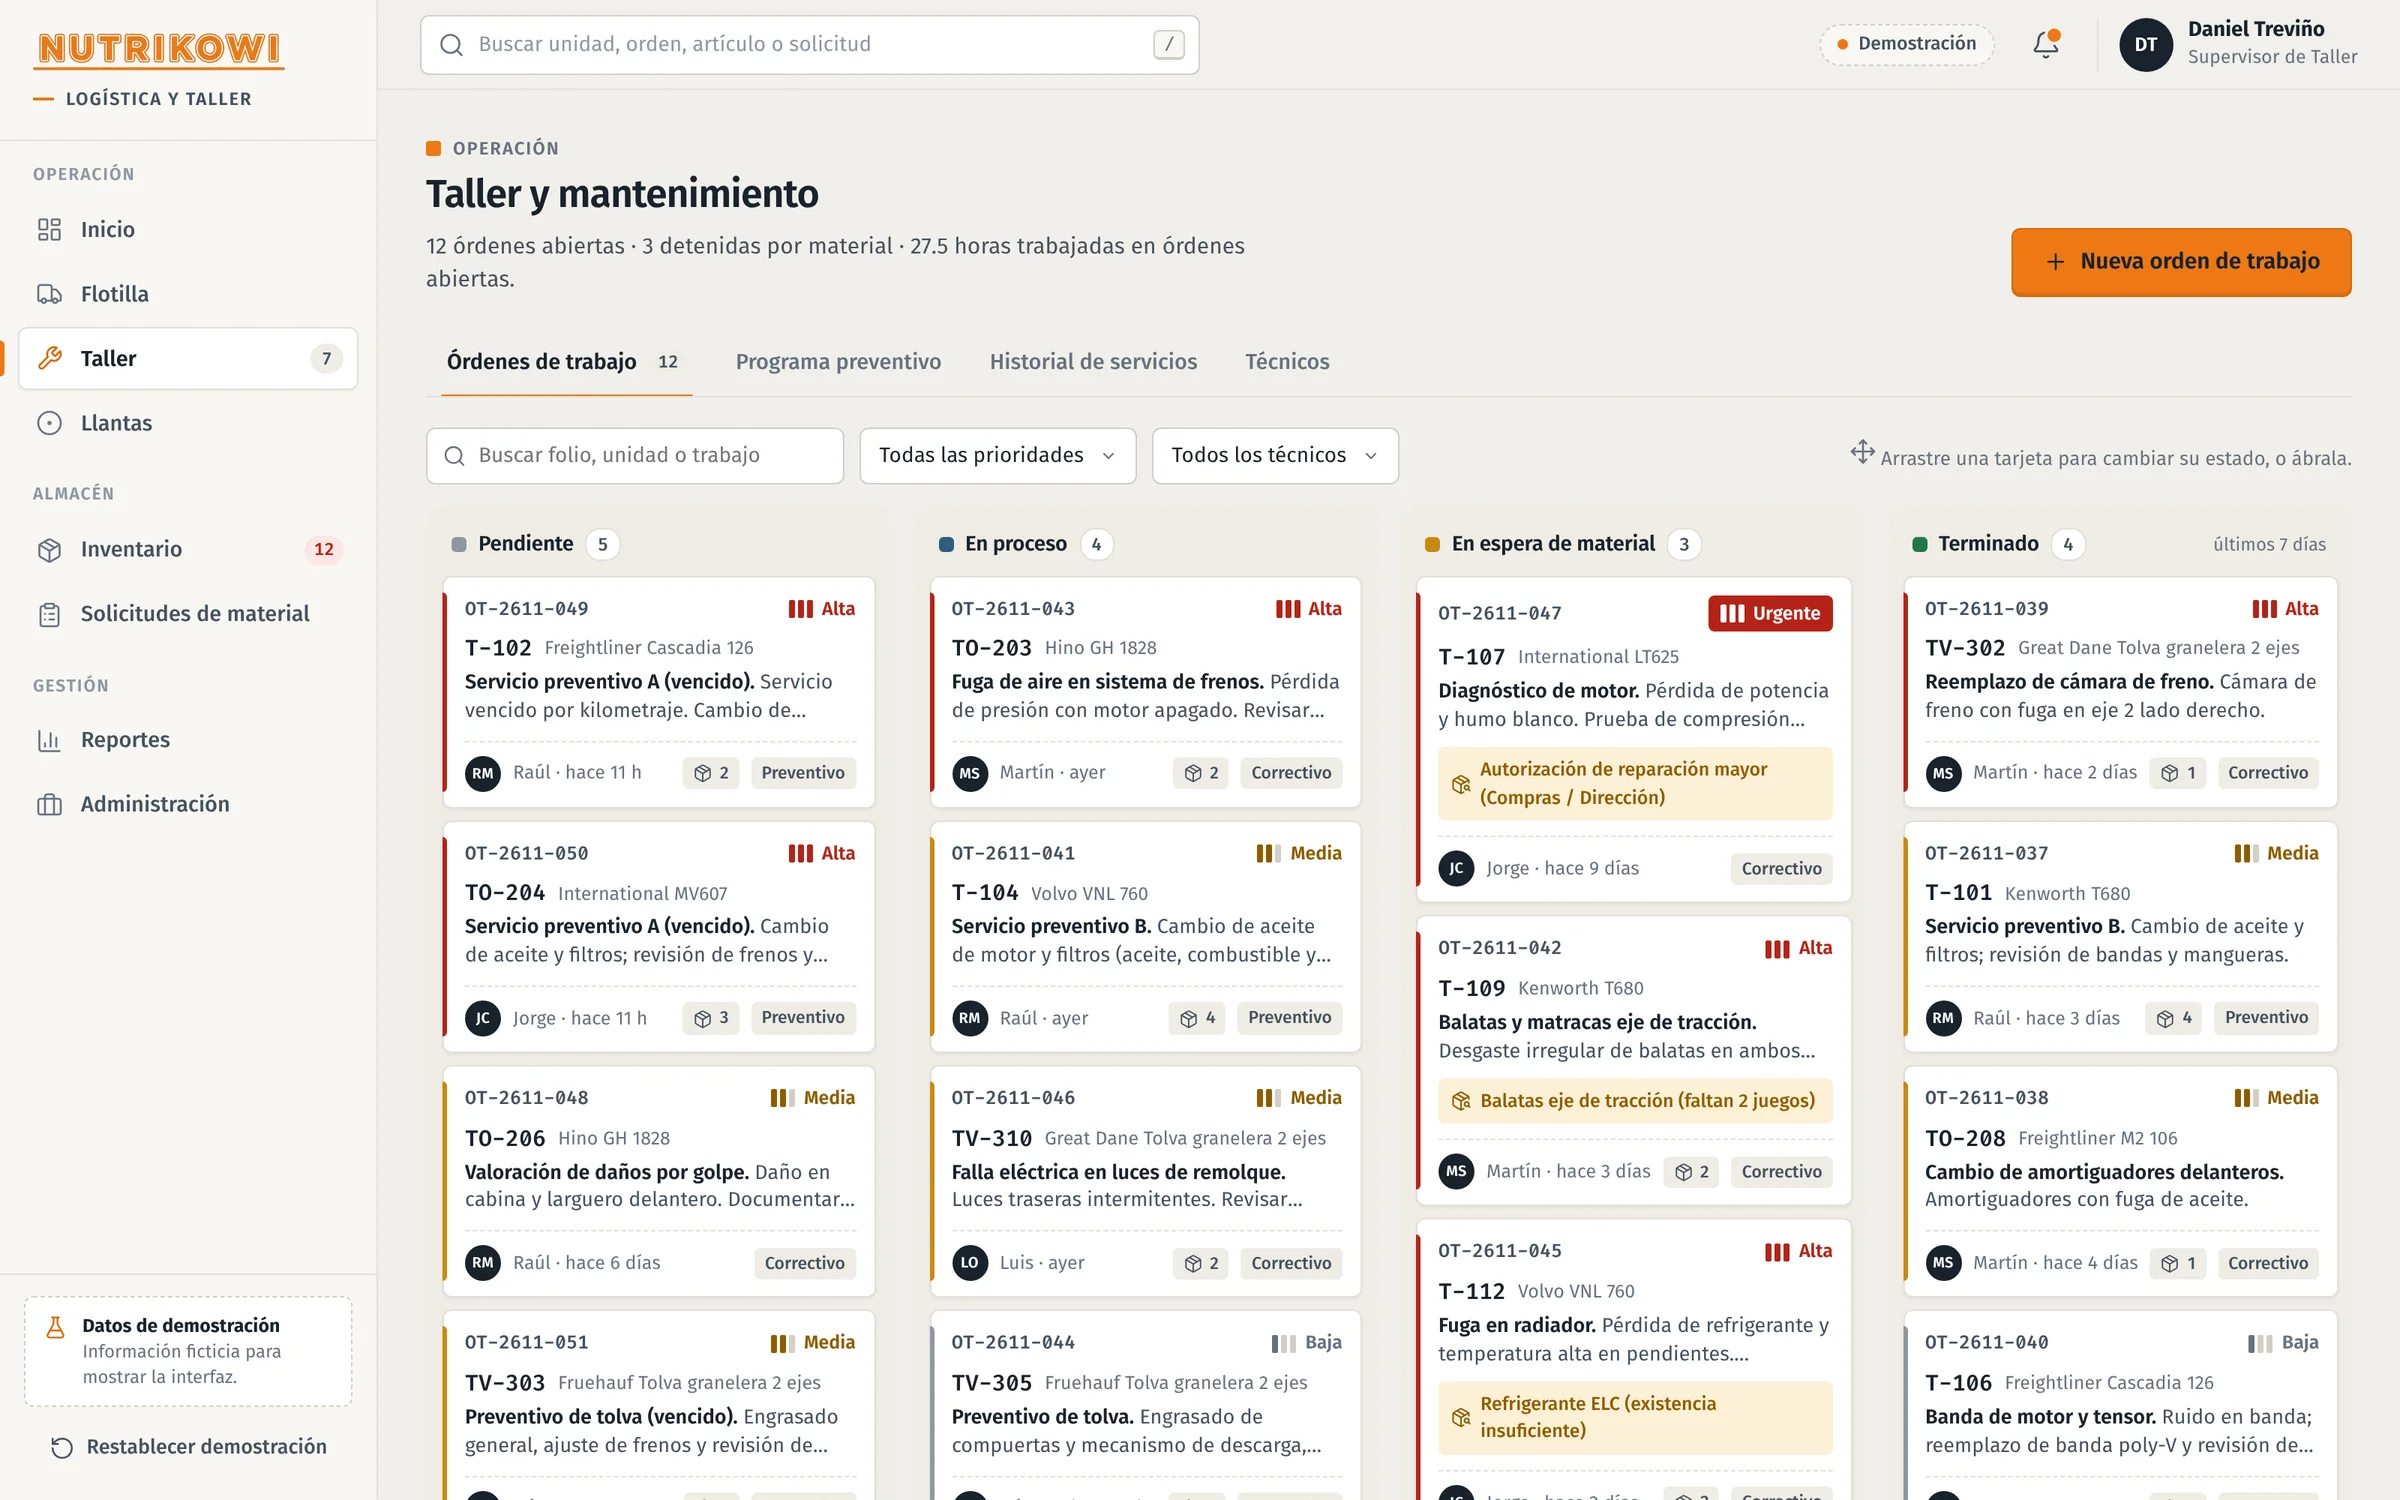 NUTRIKOWI
LOGÍSTICA Y TALLER
OPERACIÓN
Inicio
Flotilla
Taller 7
Llantas
ALMACÉN
Inventario 12
Solicitudes de material
GESTIÓN
Reportes
Administración
Datos de demostración
Información ficticia para
mostrar la interfaz.
Restablecer demostración
Buscar unidad, orden, artículo o solicitud /
Demostración
DT
Daniel Treviño
Supervisor de Taller
OPERACIÓN
Taller y mantenimiento
12 órdenes abiertas · 3 detenidas por material · 27.5 horas trabajadas en órdenes
abiertas.
+ Nueva orden de trabajo
Órdenes de trabajo 12
Programa preventivo
Historial de servicios
Técnicos
Buscar folio, unidad o trabajo
Todas las prioridades
Todos los técnicos
Arrastre una tarjeta para cambiar su estado, o ábrala.
Pendiente 5
OT-2611-049 Alta
T-102 Freightliner Cascadia 126
Servicio preventivo A (vencido). Servicio
vencido por kilometraje. Cambio de...
RM Raúl · hace 11 h 2 Preventivo
OT-2611-050 Alta
TO-204 International MV607
Servicio preventivo A (vencido). Cambio
de aceite y filtros; revisión de frenos y...
JC Jorge · hace 11 h 3 Preventivo
OT-2611-048 Media
TO-206 Hino GH 1828
Valoración de daños por golpe. Daño en
cabina y larguero delantero. Documentar...
RM Raúl · hace 6 días Correctivo
OT-2611-051 Media
TV-303 Fruehauf Tolva granelera 2 ejes
Preventivo de tolva (vencido). Engrasado
general, ajuste de frenos y revisión de...
En proceso 4
OT-2611-043 Alta
TO-203 Hino GH 1828
Fuga de aire en sistema de frenos. Pérdida
de presión con motor apagado. Revisar...
MS Martín · ayer 2 Correctivo
OT-2611-041 Media
T-104 Volvo VNL 760
Servicio preventivo B. Cambio de aceite
de motor y filtros (aceite, combustible y...
RM Raúl · ayer 4 Preventivo
OT-2611-046 Media
TV-310 Great Dane Tolva granelera 2 ejes
Falla eléctrica en luces de remolque.
Luces traseras intermitentes. Revisar...
LO Luis · ayer 2 Correctivo
OT-2611-044 Baja
TV-305 Fruehauf Tolva granelera 2 ejes
Preventivo de tolva. Engrasado de
compuertas y mecanismo de descarga,...
En espera de material 3
OT-2611-047 Urgente
T-107 International LT625
Diagnóstico de motor. Pérdida de potencia
y humo blanco. Prueba de compresión...
Autorización de reparación mayor
(Compras / Dirección)
JC Jorge · hace 9 días Correctivo
OT-2611-042 Alta
T-109 Kenworth T680
Balatas y matracas eje de tracción.
Desgaste irregular de balatas en ambos...
Balatas eje de tracción (faltan 2 juegos)
MS Martín · hace 3 días 2 Correctivo
OT-2611-045 Alta
T-112 Volvo VNL 760
Fuga en radiador. Pérdida de refrigerante y
temperatura alta en pendientes....
Refrigerante ELC (existencia
insuficiente)
Terminado 4 últimos 7 días
OT-2611-039 Alta
TV-302 Great Dane Tolva granelera 2 ejes
Reemplazo de cámara de freno. Cámara de
freno con fuga en eje 2 lado derecho.
MS Martín · hace 2 días 1 Correctivo
OT-2611-037 Media
T-101 Kenworth T680
Servicio preventivo B. Cambio de aceite y
filtros; revisión de bandas y mangueras.
RM Raúl · hace 3 días 4 Preventivo
OT-2611-038 Media
TO-208 Freightliner M2 106
Cambio de amortiguadores delanteros.
Amortiguadores con fuga de aceite.
MS Martín · hace 4 días 1 Correctivo
OT-2611-040 Baja
T-106 Freightliner Cascadia 126
Banda de motor y tensor. Ruido en banda;
reemplazo de banda poly-V y revisión de...